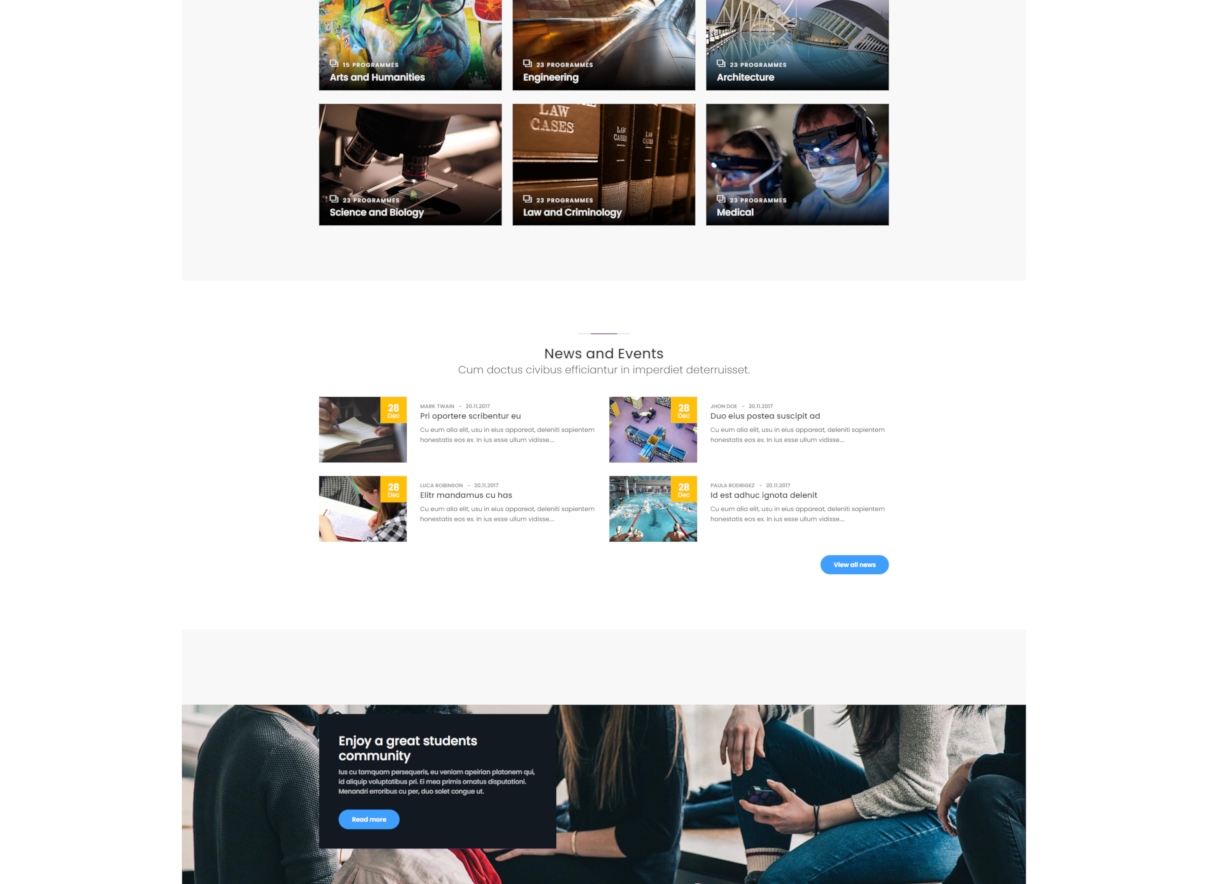 15 PROGRAMMES
Arts and Humanities
23 PROGRAMMES
Engineering
23 PROGRAMMES
Architecture
LAW
CASES
23 PROGRAMMES
Science and Biology
23 PROGRAMMES
Law and Criminology
23 PROGRAMMES
Medical
News and Events
Cum doctus civibus efficiantur in imperdiet deterruisset.
28
Dec
MARK TWAIN - 20.11.2017
Pri oportere scribentur eu
Cu eum alia elit, usu in eius appareat, deleniti sapientem
honestatis eos ex. In ius esse ullum vidisse....
28
Dec
JHON DOE - 20.11.2017
Duo eius postea suscipit ad
Cu eum alia elit, usu in eius appareat, deleniti sapientem
honestatis eos ex. In ius esse ullum vidisse....
28
Dec
LUCA ROBINSON - 20.11.2017
Elitr mandamus cu has
Cu eum alia elit, usu in eius appareat, deleniti sapientem
honestatis eos ex. In ius esse ullum vidisse....
28
Dec
PAULA RODRIGEZ - 20.11.2017
Id est adhuc ignota delenit
Cu eum alia elit, usu in eius appareat, deleniti sapientem
honestatis eos ex. In ius esse ullum vidisse....
View all news
Enjoy a great students
community
Ius cu tamquam persequeris, eu veniam apeirian platonem qui,
id aliquip voluptatibus pri. Ei mea primis ornatus disputationi.
Menandri erroribus cu per, duo solet congue ut.
Read more